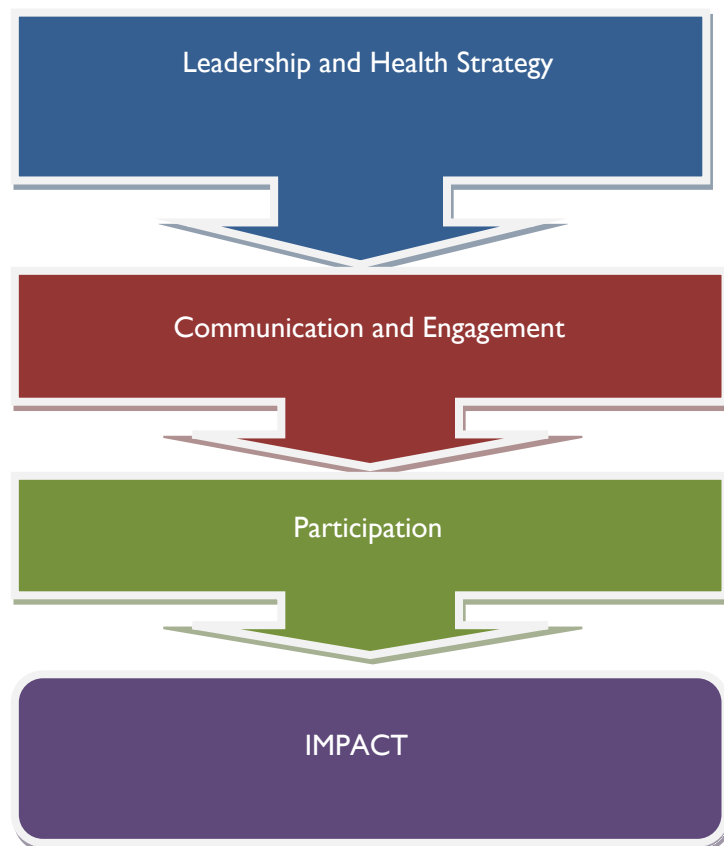 Leadership and Health Strategy
Communication and Engagement
Participation
IMPACT